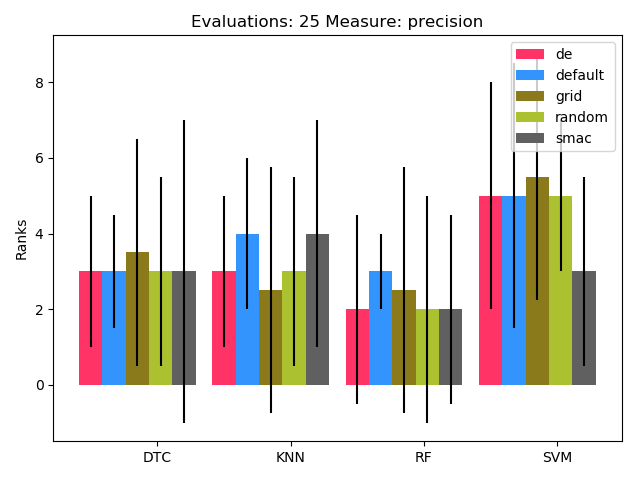 Evaluations: 25 Measure: precision
de
default
grid
random
smac
Ranks
8
6
4
2
0
DTC
KNN
RF
SVM